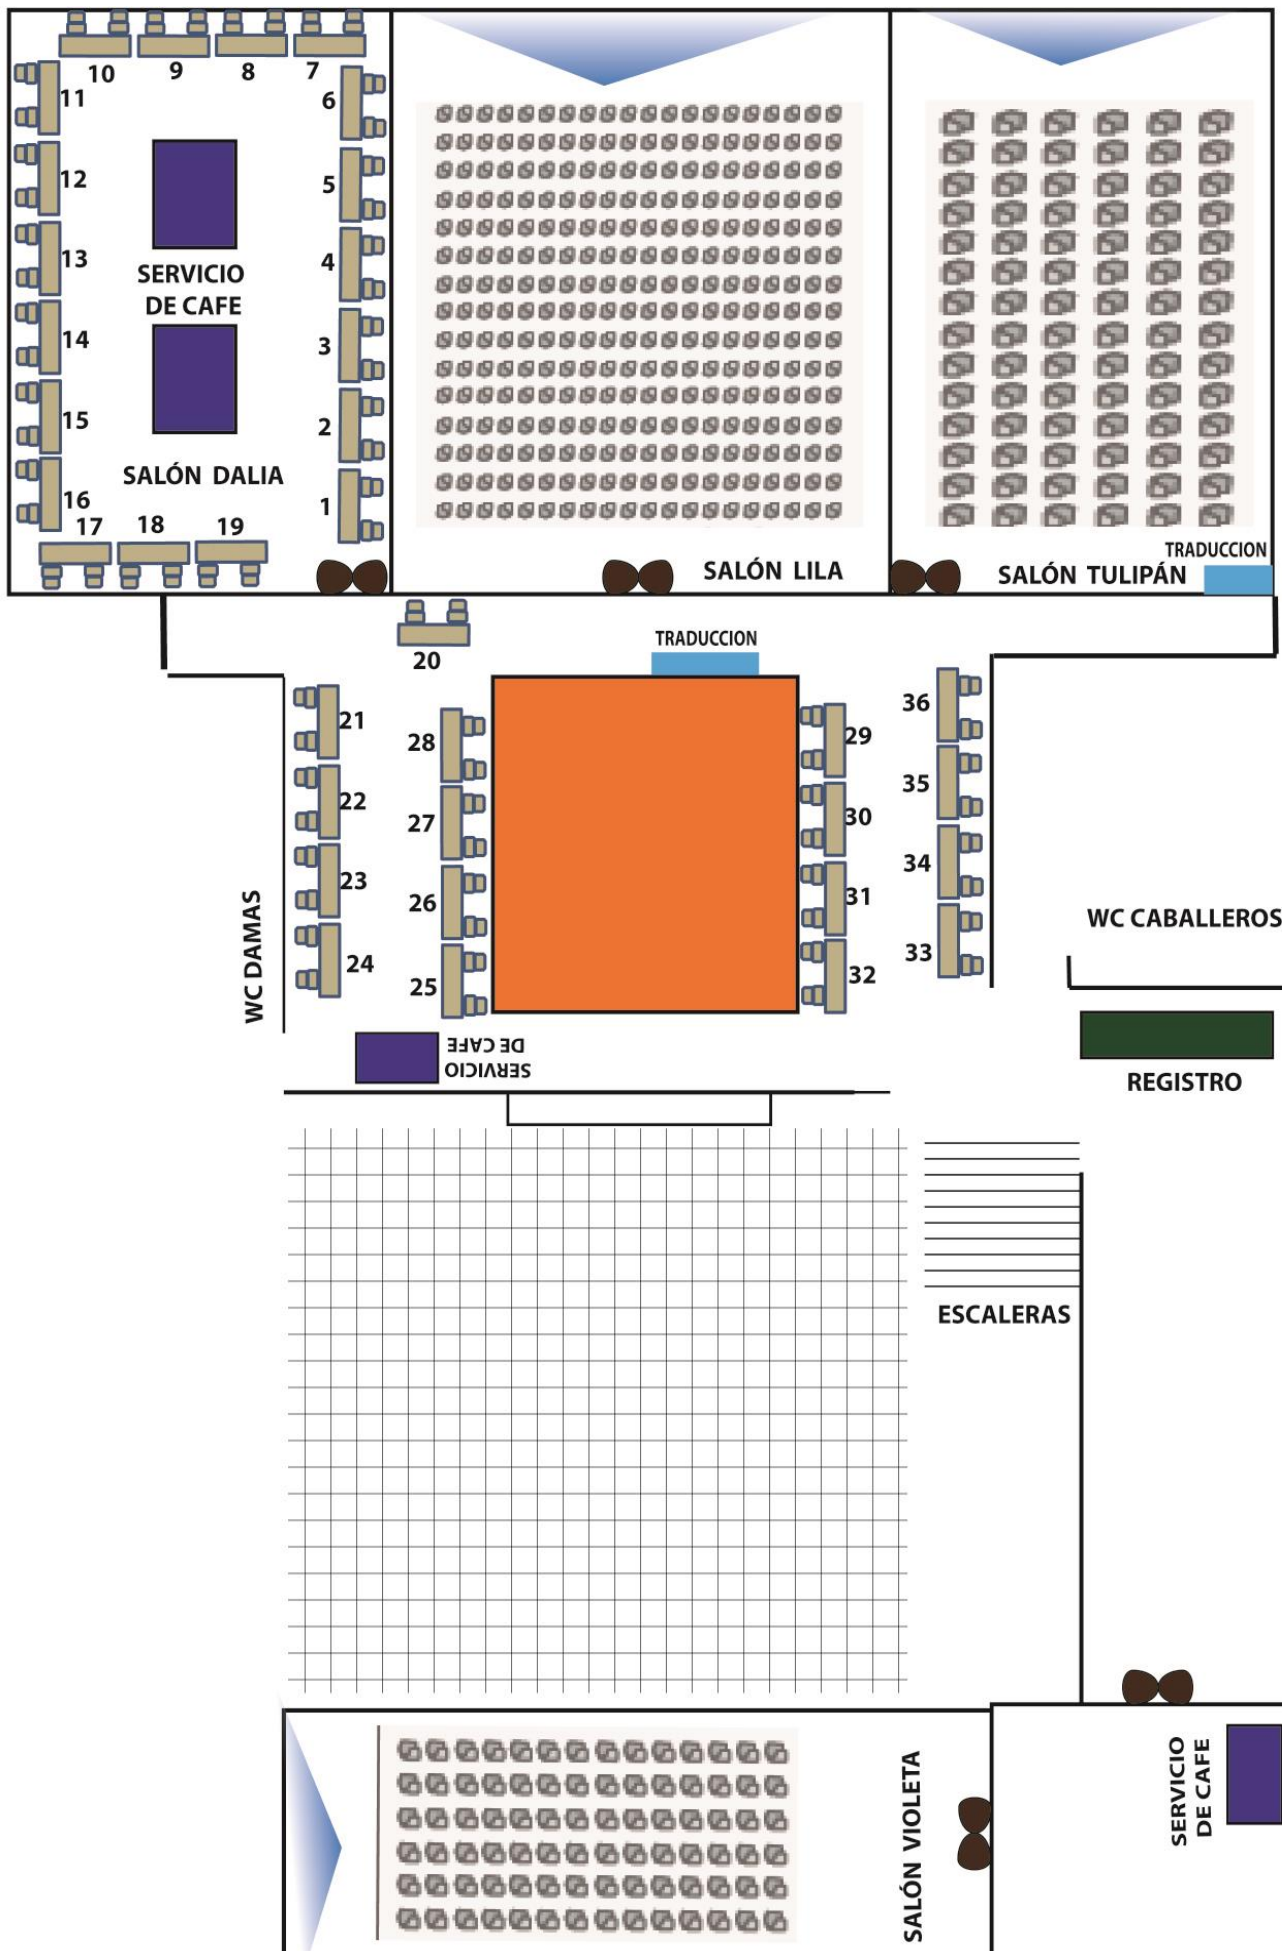 10
9
8
7
11
6
12
5
13
4
SERVICIO
DE CAFE
14
3
15
2
SALÓN DALIA
16
1
17
18
19
SALÓN LILA
TRADUCCION
SALÓN TULIPÁN
20
TRADUCCION
21
28
29
36
22
27
30
35
23
26
31
34
24
25
32
33
WC DAMAS
WC CABALLEROS
SERVICIO
DE CAFE
REGISTRO
ESCALERAS
SALÓN VIOLETA
SERVICIO
DE CAFE